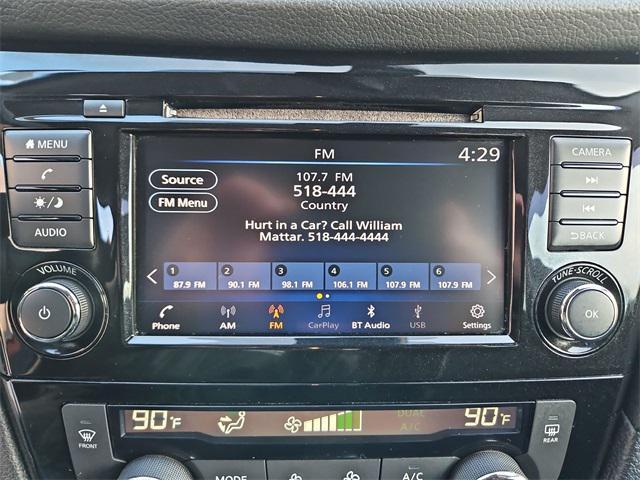 MENU
CAMERA
AUDIO
BACK
FM
4:29
Source
FM Menu
107.7 FM
518-444
Country
Hurt in a Car? Call William
Mattar. 518-444-4444
1 2 3 4 5 6
87.9 FM 90.1 FM 98.1 FM 106.1 FM 107.9 FM 107.9 FM
Phone AM FM CarPlay BT Audio USB Settings
VOLUME
TUNE·SCROLL
OK
FRONT
90°F
DUAL
A/C
90°F
REAR
MODE
A/C